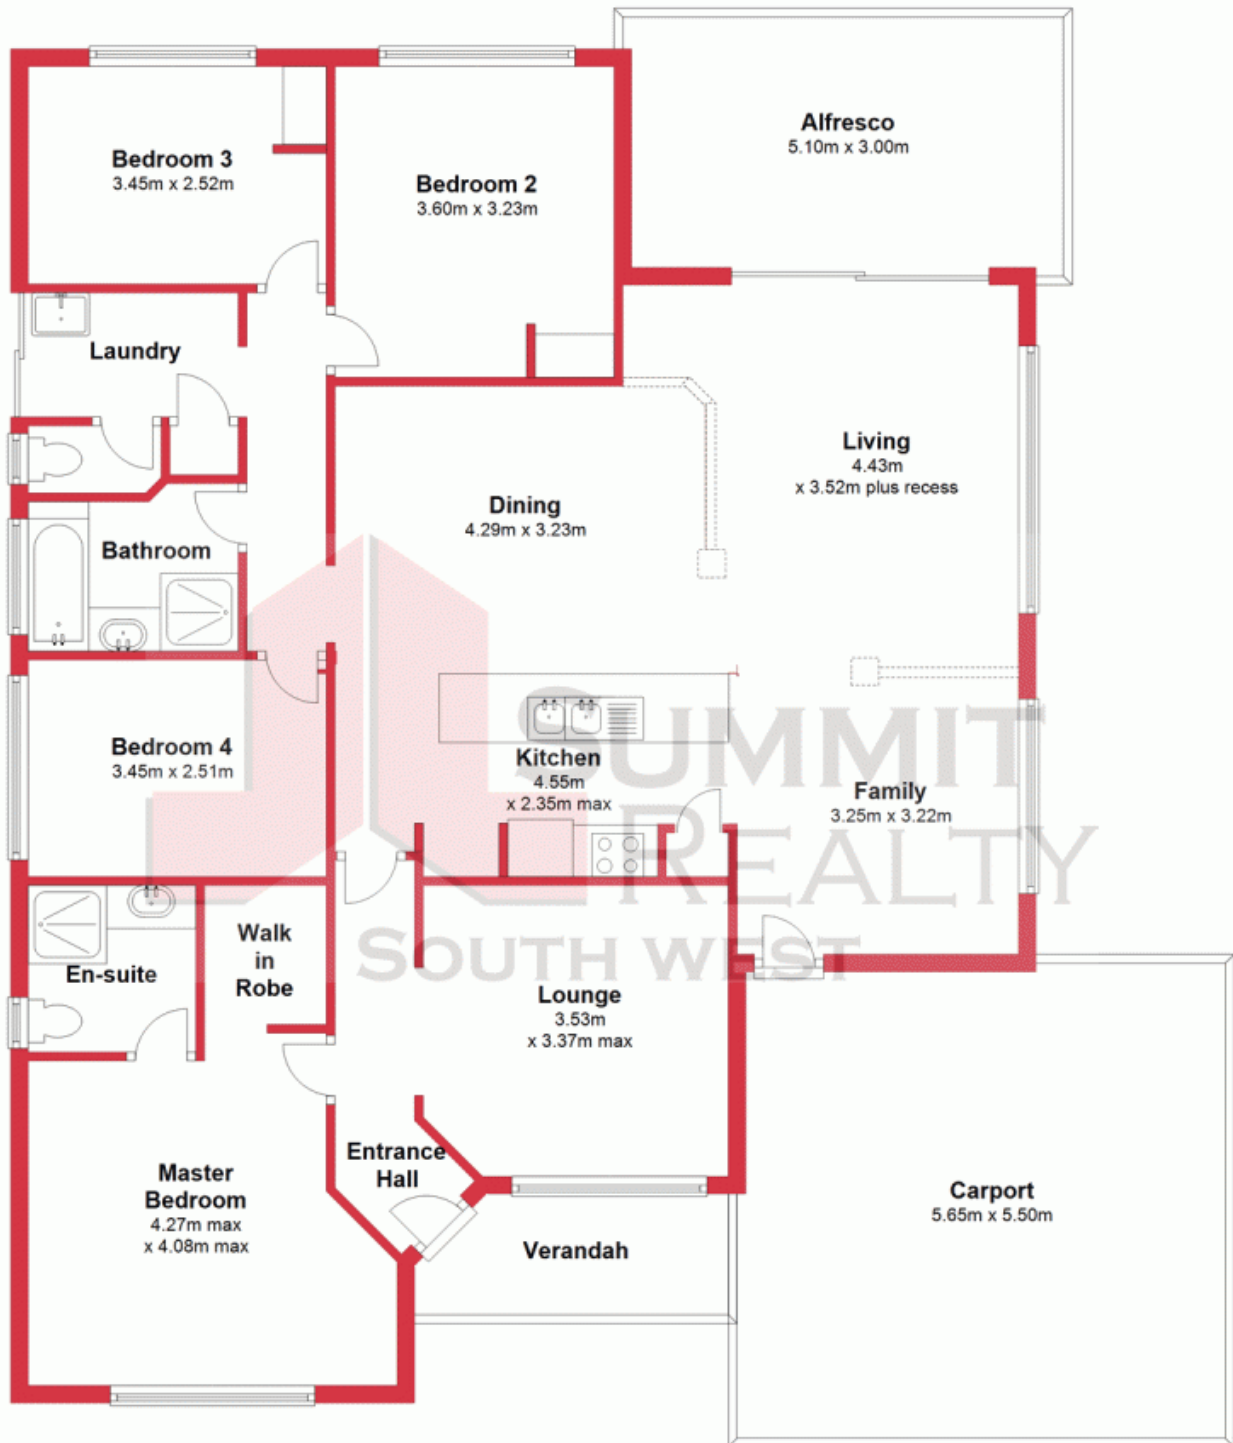 Alfresco
5.10m x 3.00m
Bedroom 3
3.45m x 2.52m
Bedroom 2
3.60m x 3.23m
Laundry
Living
4.43m
x 3.52m plus recess
Dining
4.29m x 3.23m
Bathroom
Bedroom 4
3.45m x 2.51m
Kitchen
4.55m
x 2.35m max
Family
3.25m x 3.22m
SUMMIT
REALTY
SOUTH WEST
Walk
in
Robe
En-suite
Lounge
3.53m
x 3.37m max
Entrance
Hall
Master
Bedroom
4.27m max
x 4.08m max
Verandah
Carport
5.65m x 5.50m